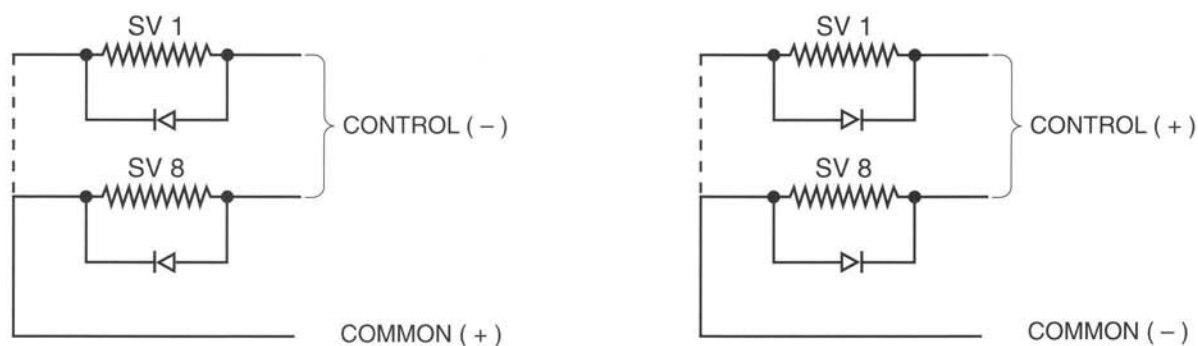 SV 1
CONTROL ( – )
SV 8
COMMON ( + )
SV 1
CONTROL ( + )
SV 8
COMMON ( – )